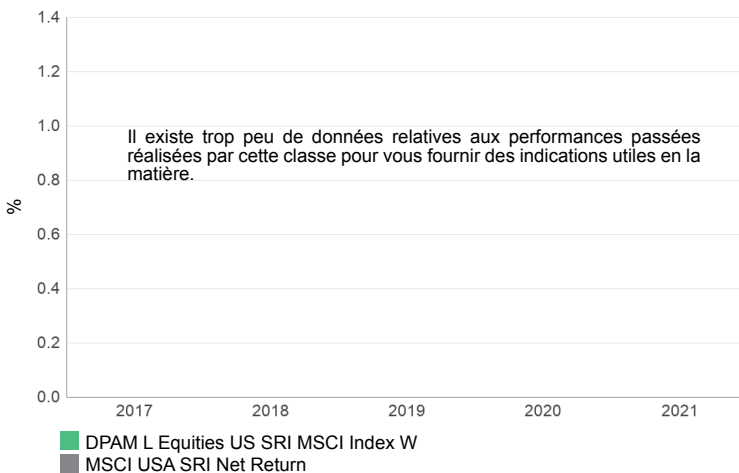 1.4
1.2
1.0
Il existe trop peu de données relatives aux performances passées
réalisées par cette classe pour vous fournir des indications utiles en la
matière.
0.8
%
0.6
0.4
0.2
0.0
2017 2018 2019 2020 2021
DPAM L Equities US SRI MSCI Index W
MSCI USA SRI Net Return